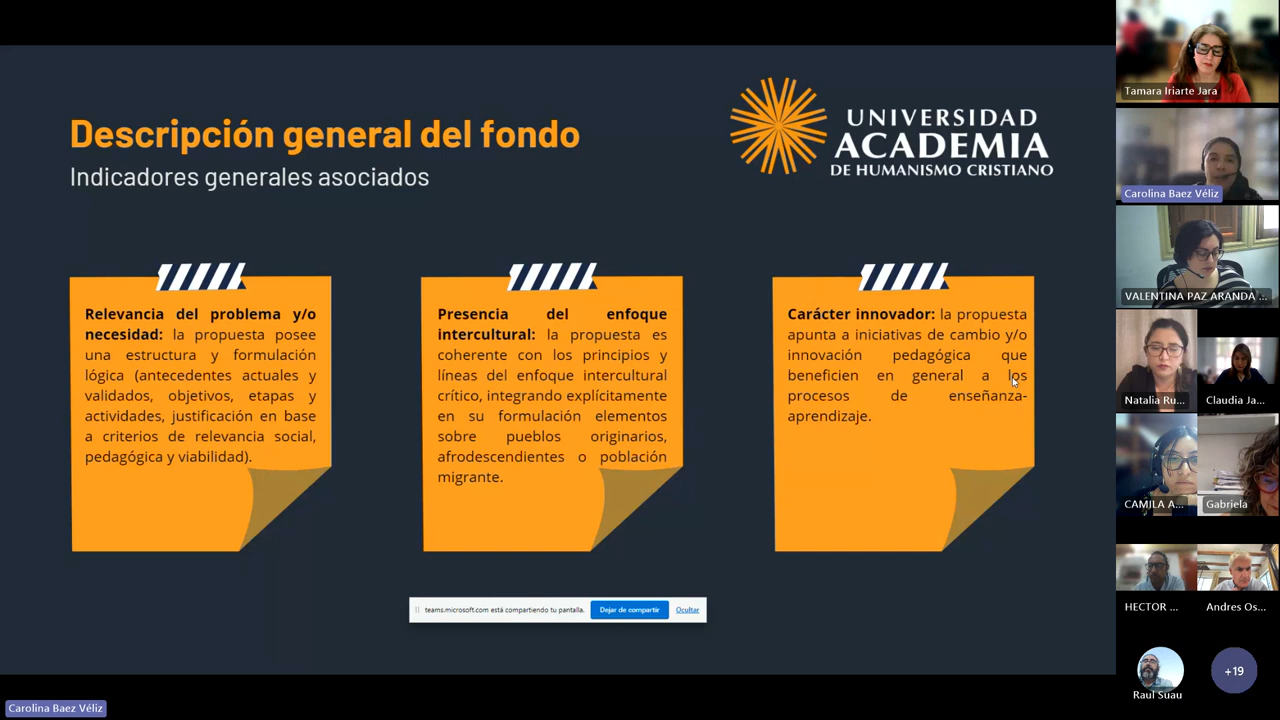 Descripción general del fondo
Indicadores generales asociados
UNIVERSIDAD
ACADEMIA
DE HUMANISMO CRISTIANO
Relevancia del problema y/o
necesidad: la propuesta posee
una estructura y formulación
lógica (antecedentes actuales y
validados, objetivos, etapas y
actividades, justificación en base
a criterios de relevancia social,
pedagógica y viabilidad).
Presencia del enfoque
intercultural: la propuesta es
coherente con los principios y
líneas del enfoque intercultural
crítico, integrando explícitamente
en su formulación elementos
sobre pueblos originarios,
afrodescendientes o población
migrante.
Carácter innovador: la propuesta
apunta a iniciativas de cambio y/o
innovación pedagógica que
beneficien en general a los
procesos de enseñanza-
aprendizaje.
teams.microsoft.com está compartiendo tu pantalla.
Dejar de compartir
Ocultar
Carolina Baez Véliz
Tamara Iriarte Jara
Carolina Baez Véliz
VALENTINA PAZ ARANDA ...
Natalia Ru...
Claudia Ja...
CAMILA A...
Gabriela
HECTOR ...
Andres Os...
Raul Suau
+19